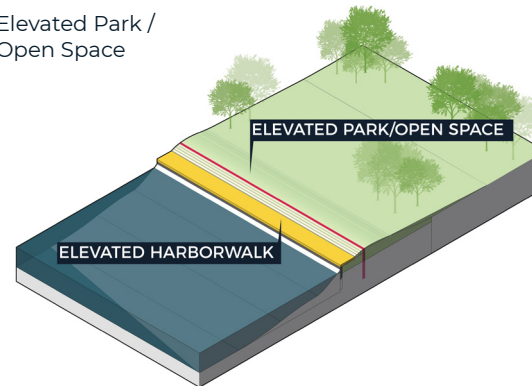 Elevated Park /
Open Space
ELEVATED PARK/OPEN SPACE
ELEVATED HARBORWALK